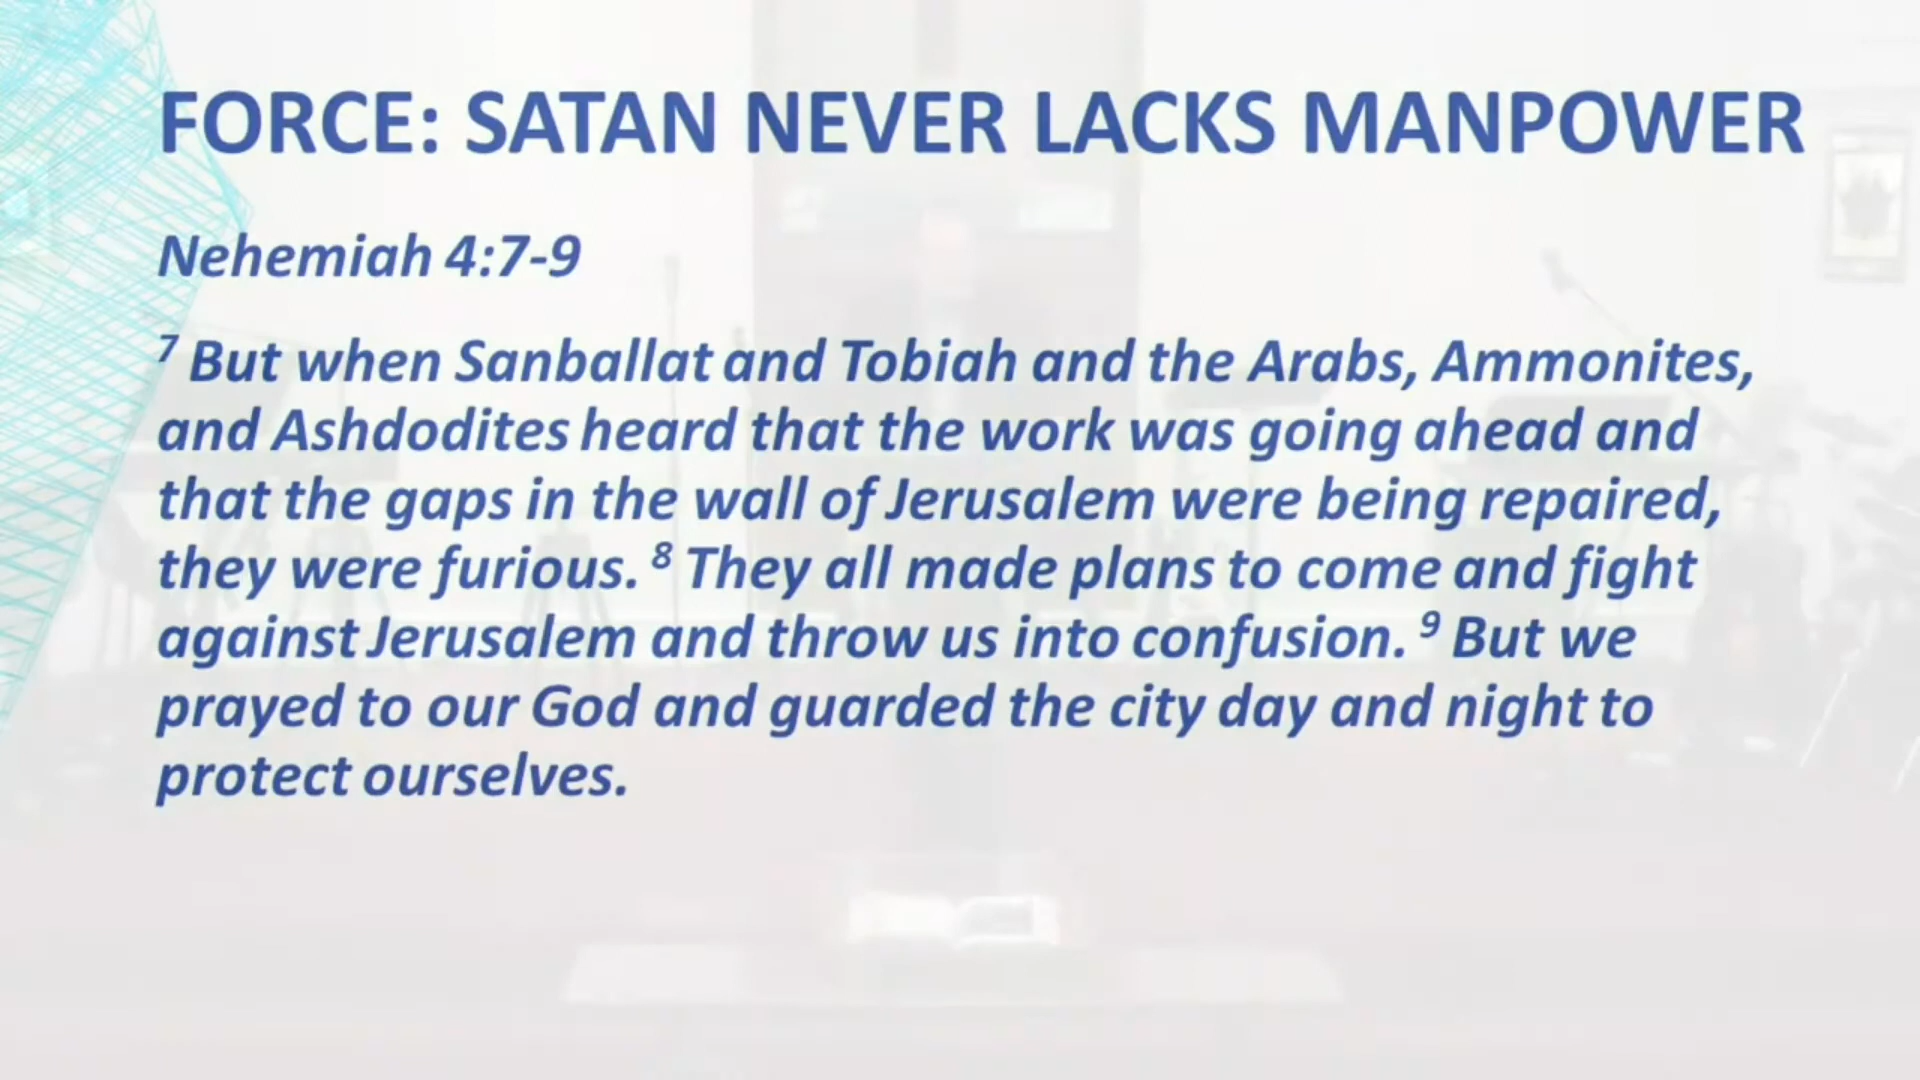 FORCE: SATAN NEVER LACKS MANPOWER
Nehemiah 4:7-9
7 But when Sanballat and Tobiah and the Arabs, Ammonites,
and Ashdodites heard that the work was going ahead and
that the gaps in the wall of Jerusalem were being repaired,
they were furious. 8 They all made plans to come and fight
against Jerusalem and throw us into confusion. 9 But we
prayed to our God and guarded the city day and night to
protect ourselves.